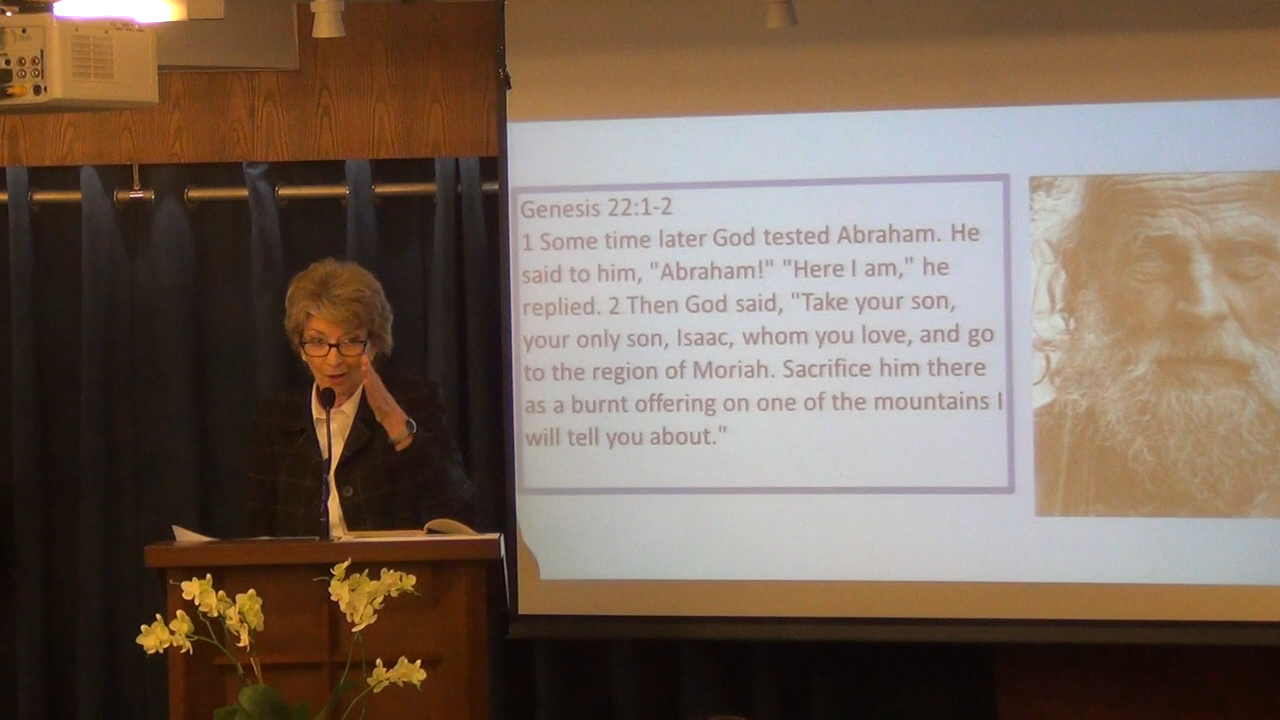 Genesis 22:1-2
1 Some time later God tested Abraham. He
said to him, "Abraham!" "Here I am," he
replied. 2 Then God said, "Take your son,
your only son, Isaac, whom you love, and go
to the region of Moriah. Sacrifice him there
as a burnt offering on one of the mountains I
will tell you about."